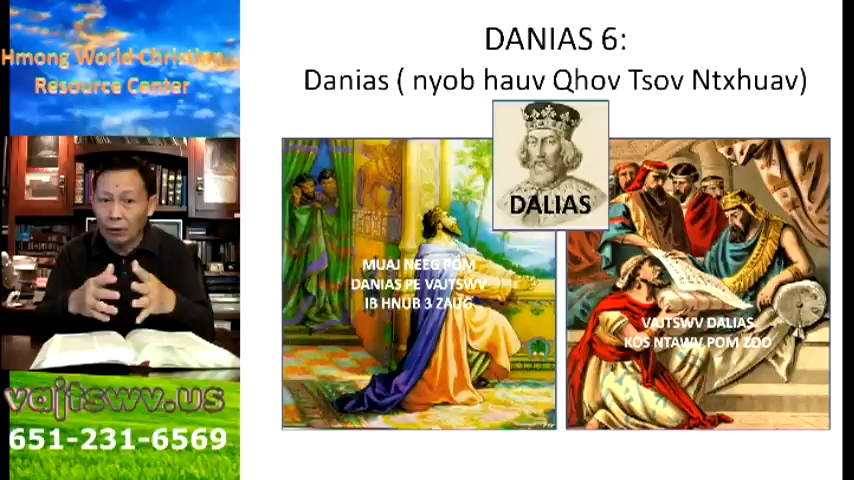 Hmong World Christian
Resource Center
vajtswv.us
651-231-6569
DANIAS 6:
Danias ( nyob hauv Qhov Tsov Ntxhuav)
DALIAS
MUAJ NEEG POM
DANIAS PE VAJTSWV
IB HNUB 3 ZAUG
VAJTSWV DALIAS
KOS NTAWV POM ZOO